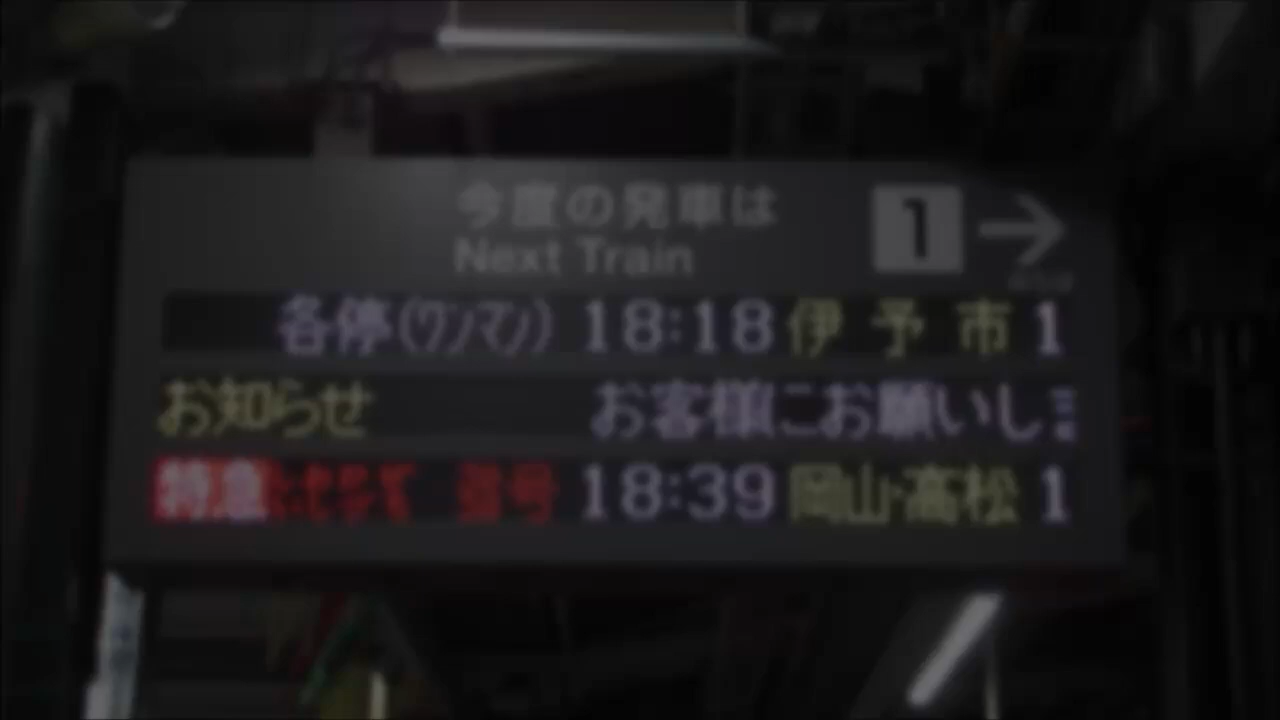 今度の発車は
Next Train
1
各停(ワンマン) 18:18 伊予市 1
お知らせ お客様にお願いし
特急 号 18:39 岡山・高松 1